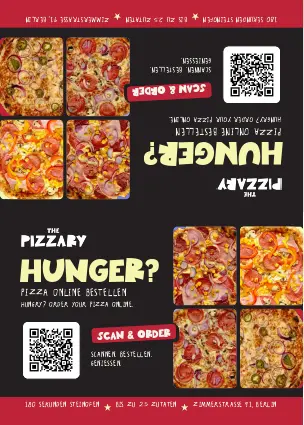 180 SEKUNDEN STEINOFEN ★ BIS ZU 25 ZUTATEN ★ ZIMMERSTRASSE 41, BERLIN
SCANNEN. BESTELLEN.
GENIESSEN.
SCAN & ORDER
HUNGRY? ORDER YOUR PIZZA ONLINE.
PIZZA ONLINE BESTELLEN
HUNGER?
THE
PIZZARY
THE
PIZZARY
HUNGER?
PIZZA ONLINE BESTELLEN
HUNGRY? ORDER YOUR PIZZA ONLINE.
SCAN & ORDER
SCANNEN. BESTELLEN.
GENIESSEN.
180 SEKUNDEN STEINOFEN ★ BIS ZU 25 ZUTATEN ★ ZIMMERSTRASSE 41, BERLIN